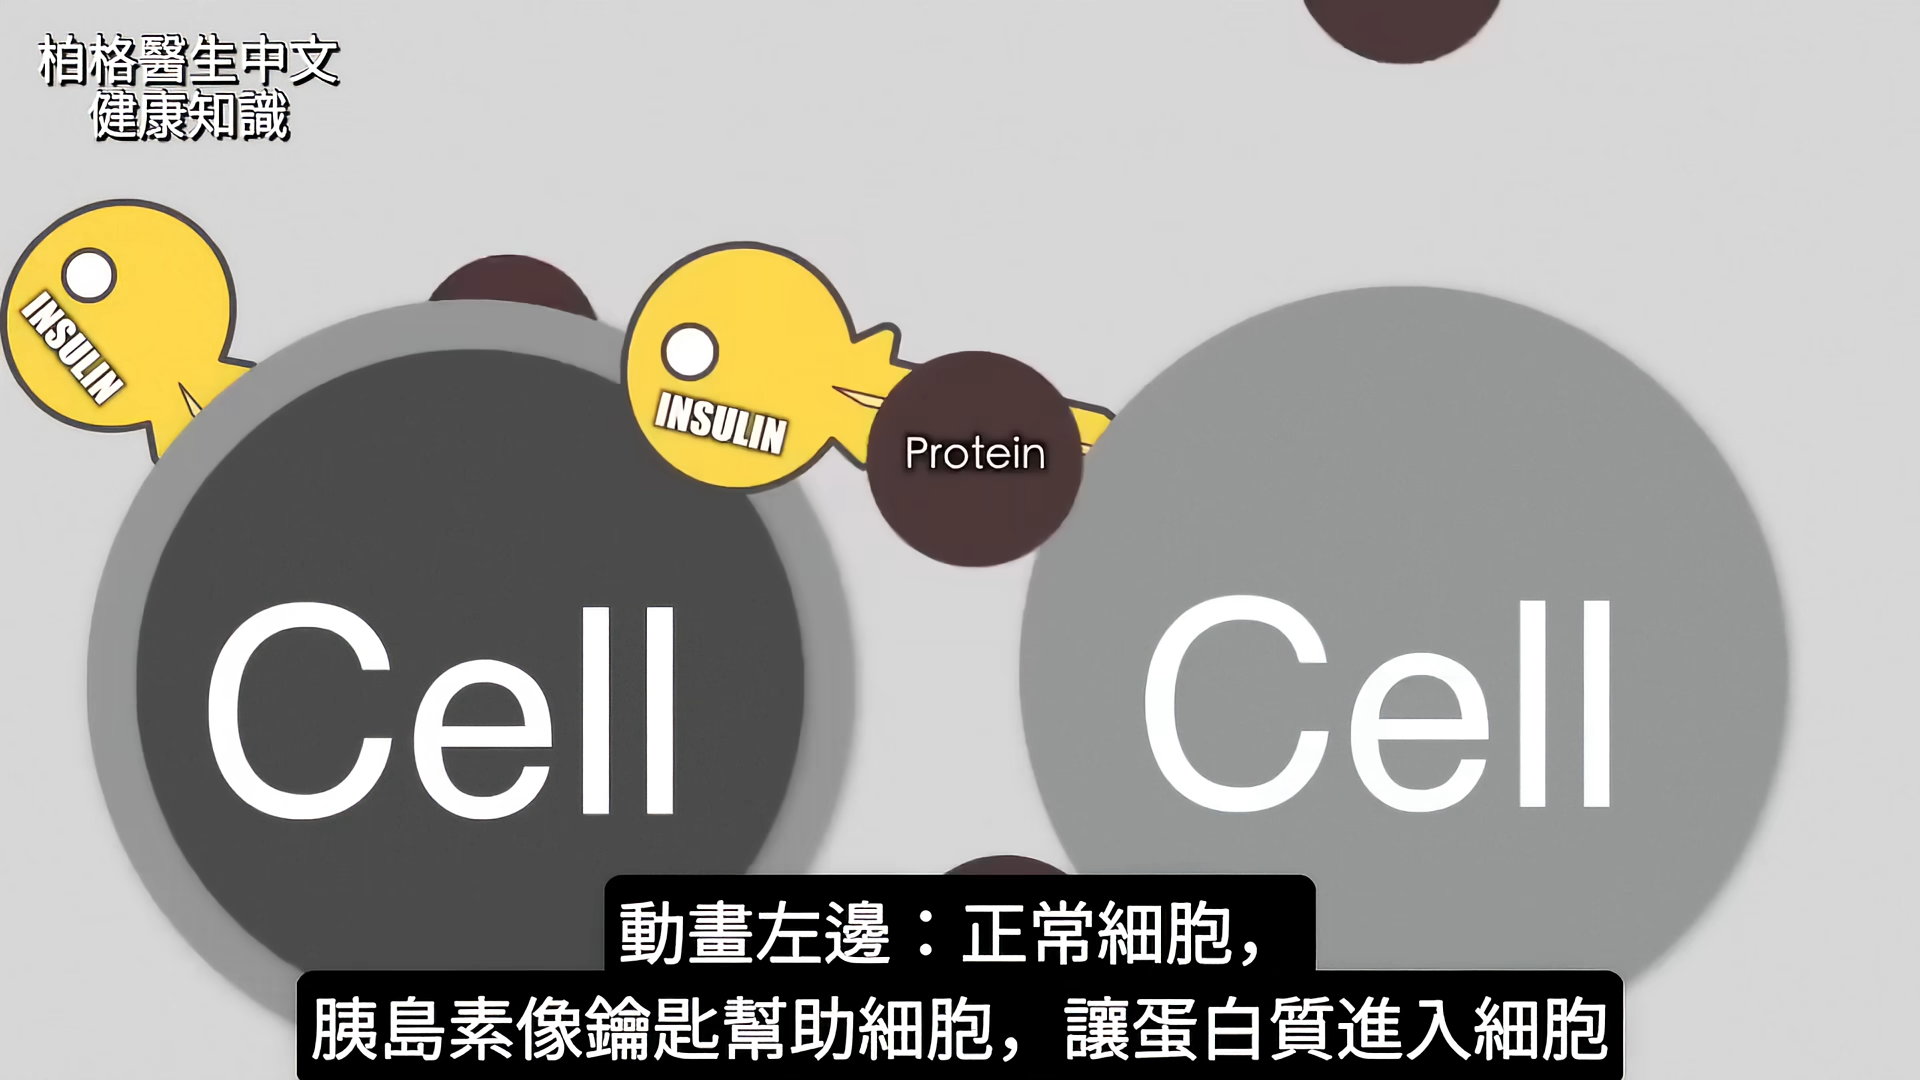 柏格醫生中文
健康知識
INSULIN
INSULIN
Protein
Cell
Cell
動畫左邊：正常細胞，
胰島素像鑰匙幫助細胞，讓蛋白質進入細胞